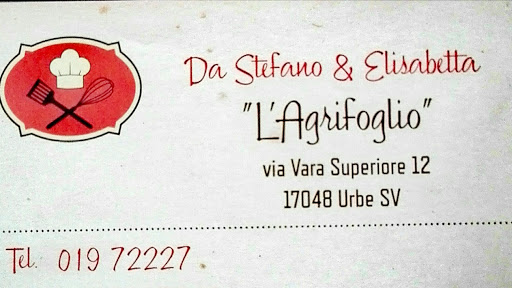 Da Stefano & Elisabetta
"L'Agrifoglio"
via Vara Superiore 12
17048 Urbe SV
Tel. 019 72227